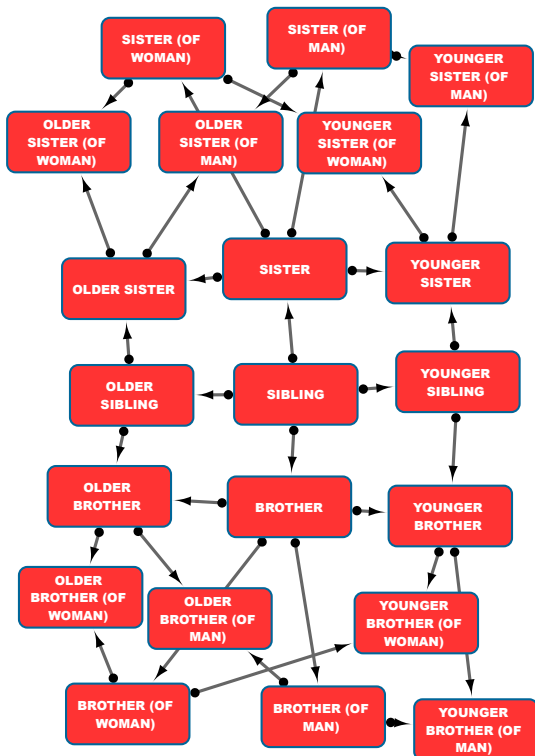 SISTER (OF
WOMAN)
SISTER (OF
MAN)
YOUNGER
SISTER (OF
MAN)
OLDER
SISTER (OF
WOMAN)
OLDER
SISTER (OF
MAN)
YOUNGER
SISTER (OF
WOMAN)
OLDER SISTER
SISTER
YOUNGER
SISTER
OLDER
SIBLING
SIBLING
YOUNGER
SIBLING
OLDER
BROTHER
BROTHER
YOUNGER
BROTHER
OLDER
BROTHER (OF
WOMAN)
OLDER
BROTHER (OF
MAN)
YOUNGER
BROTHER (OF
WOMAN)
BROTHER (OF
WOMAN)
BROTHER (OF
MAN)
YOUNGER
BROTHER (OF
MAN)